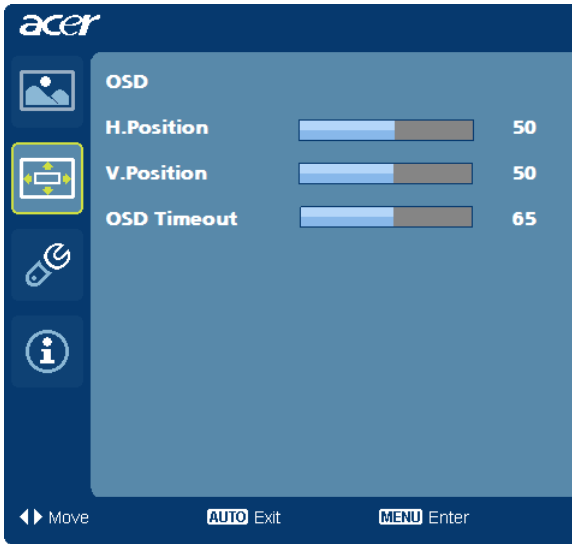 acer
OSD
H.Position 50
V.Position 50
OSD Timeout 65
Move AUTO Exit MENU Enter